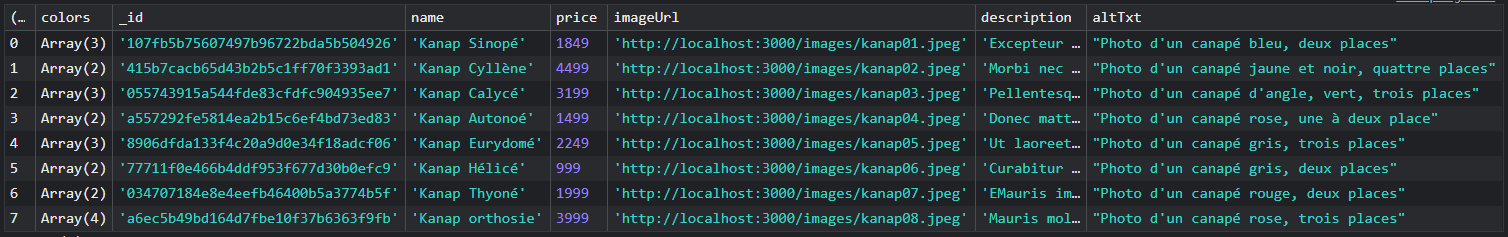 (… colors _id name price imageUrl description altTxt
0 Array(3) '107fb5b75607497b96722bda5b504926' 'Kanap Sinopé' 1849 'http://localhost:3000/images/kanap01.jpeg' 'Excepteur … "Photo d'un canapé bleu, deux places"
1 Array(2) '415b7cacb65d43b2b5c1ff70f3393ad1' 'Kanap Cyllène' 4499 'http://localhost:3000/images/kanap02.jpeg' 'Morbi nec … "Photo d'un canapé jaune et noir, quattre places"
2 Array(3) '055743915a544fde83cfdfc904935ee7' 'Kanap Calycé' 3199 'http://localhost:3000/images/kanap03.jpeg' 'Pellentesq… "Photo d'un canapé d'angle, vert, trois places"
3 Array(2) 'a557292fe5814ea2b15c6ef4bd73ed83' 'Kanap Autonoé' 1499 'http://localhost:3000/images/kanap04.jpeg' 'Donec matt… "Photo d'un canapé rose, une à deux place"
4 Array(3) '8906dfda133f4c20a9d0e34f18adcf06' 'Kanap Eurydomé' 2249 'http://localhost:3000/images/kanap05.jpeg' 'Ut laoreet… "Photo d'un canapé gris, trois places"
5 Array(2) '77711f0e466b4ddf953f677d30b0efc9' 'Kanap Hélicé' 999 'http://localhost:3000/images/kanap06.jpeg' 'Curabitur … "Photo d'un canapé gris, deux places"
6 Array(2) '034707184e8e4eefb46400b5a3774b5f' 'Kanap Thyoné' 1999 'http://localhost:3000/images/kanap07.jpeg' 'EMauris im… "Photo d'un canapé rouge, deux places"
7 Array(4) 'a6ec5b49bd164d7fbe10f37b6363f9fb' 'Kanap orthosie' 3999 'http://localhost:3000/images/kanap08.jpeg' 'Mauris mol… "Photo d'un canapé rose, trois places"